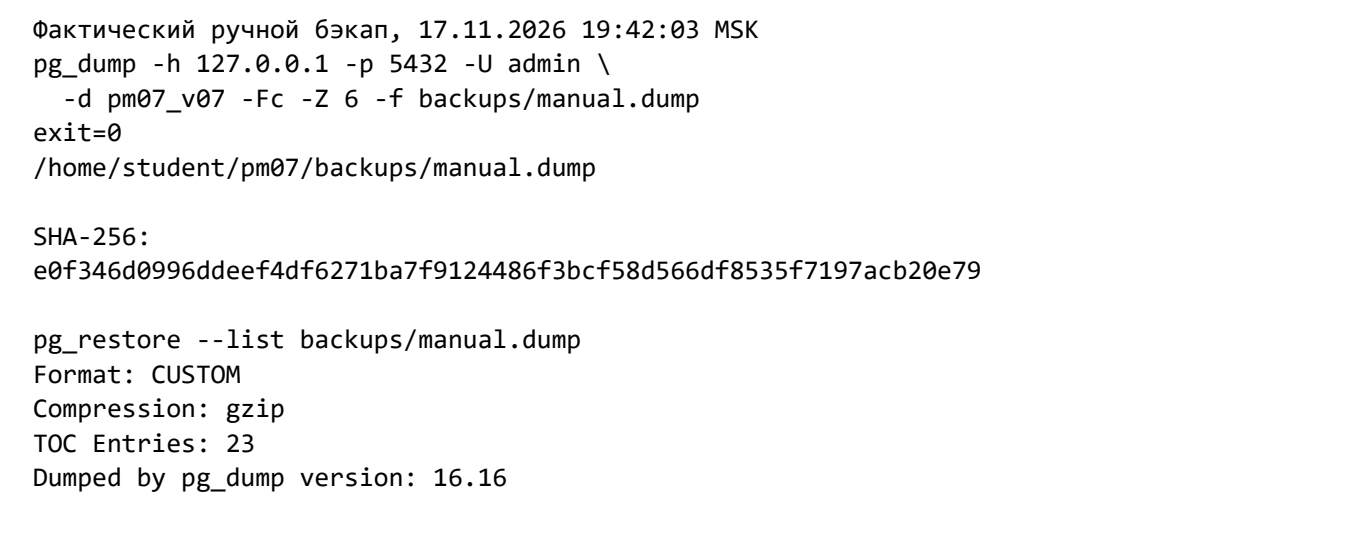 Фактический ручной бэкап, 17.11.2026 19:42:03 MSK
pg_dump -h 127.0.0.1 -p 5432 -U admin \
  -d pm07_v07 -Fc -Z 6 -f backups/manual.dump
exit=0
/home/student/pm07/backups/manual.dump

SHA-256:
e0f346d0996ddeef4df6271ba7f9124486f3bcf58d566df8535f7197acb20e79

pg_restore --list backups/manual.dump
Format: CUSTOM
Compression: gzip
TOC Entries: 23
Dumped by pg_dump version: 16.16